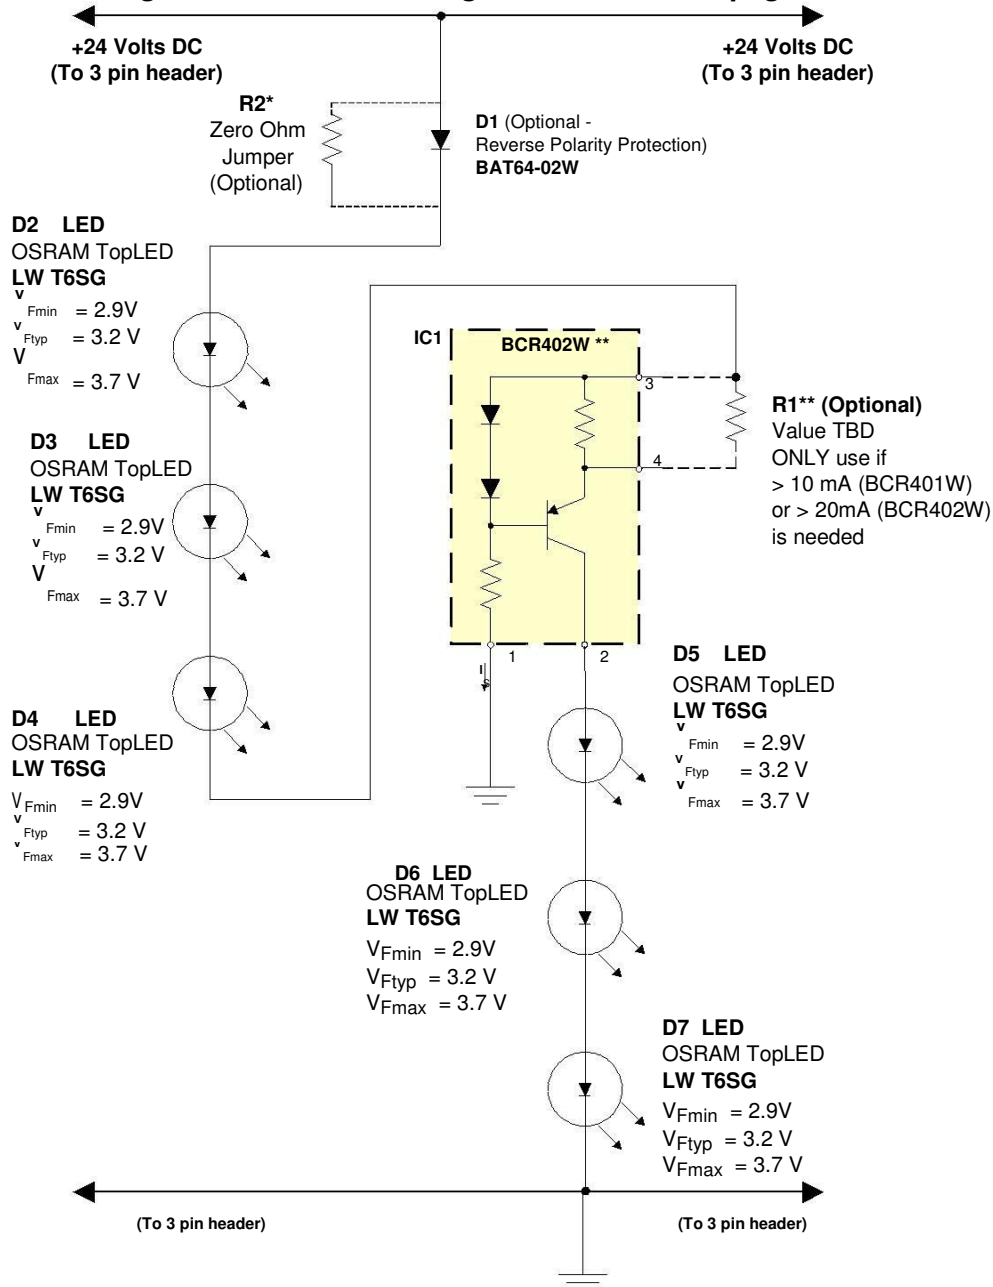 +24 Volts DC
(To 3 pin header)
+24 Volts DC
(To 3 pin header)
R2*
Zero Ohm
Jumper
(Optional)
D1 (Optional -
Reverse Polarity Protection)
BAT64-02W
D2 LED
OSRAM TopLED
LW T6SG
VFmin = 2.9V
VFtyp = 3.2 V
VFmax = 3.7 V
IC1
BCR402W **
3
4
R1** (Optional)
Value TBD
ONLY use if
> 10 mA (BCR401W)
or > 20mA (BCR402W)
is needed
D3 LED
OSRAM TopLED
LW T6SG
VFmin = 2.9V
VFtyp = 3.2 V
VFmax = 3.7 V
1
2
IS
D4 LED
OSRAM TopLED
LW T6SG
VFmin = 2.9V
VFtyp = 3.2 V
VFmax = 3.7 V
D5 LED
OSRAM TopLED
LW T6SG
VFmin = 2.9V
VFtyp = 3.2 V
VFmax = 3.7 V
D6 LED
OSRAM TopLED
LW T6SG
VFmin = 2.9V
VFtyp = 3.2 V
VFmax = 3.7 V
D7 LED
OSRAM TopLED
LW T6SG
VFmin = 2.9V
VFtyp = 3.2 V
VFmax = 3.7 V
(To 3 pin header)
(To 3 pin header)